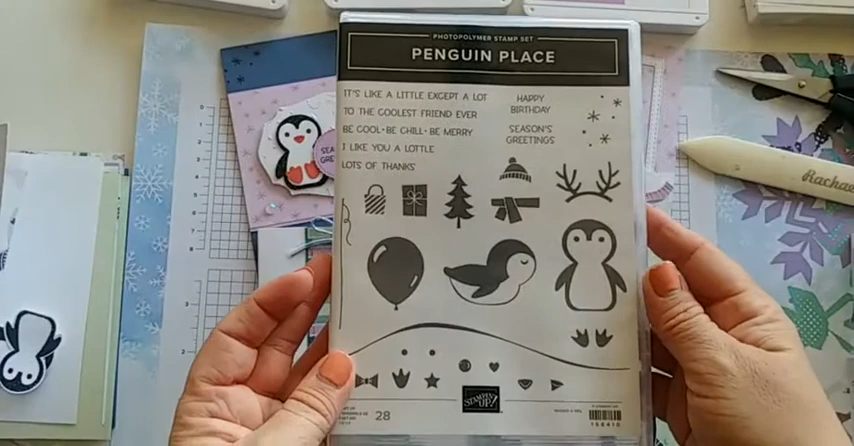 PHOTOPOLYMER STAMP SET
PENGUIN PLACE
IT'S LIKE A LITTLE EXCEPT A LOT
TO THE COOLEST FRIEND EVER
BE COOL•BE CHILL•BE MERRY
I LIKE YOU A LOTTLE
LOTS OF THANKS
HAPPY
BIRTHDAY
SEASON'S
GREETINGS
STAMPIN' UP!
28
158410
Rachae